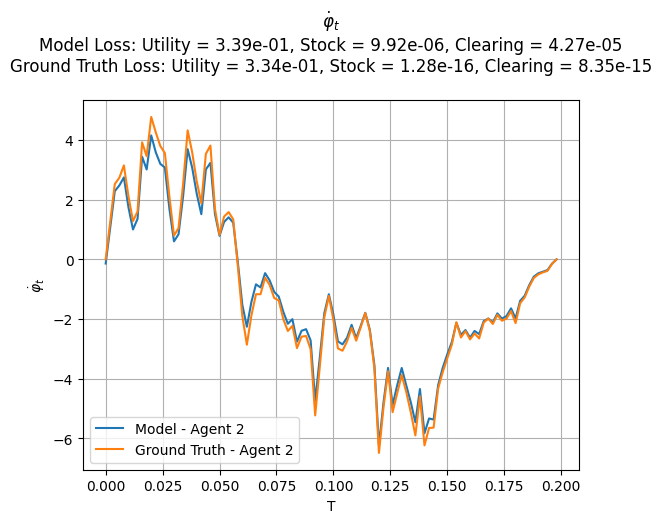 φ̇ₜ
Model Loss: Utility = 3.39e-01, Stock = 9.92e-06, Clearing = 4.27e-05
Ground Truth Loss: Utility = 3.34e-01, Stock = 1.28e-16, Clearing = 8.35e-15
4
2
0
−2
−4
−6
φ̇ₜ
Model - Agent 2
Ground Truth - Agent 2
0.000 0.025 0.050 0.075 0.100 0.125 0.150 0.175 0.200
T